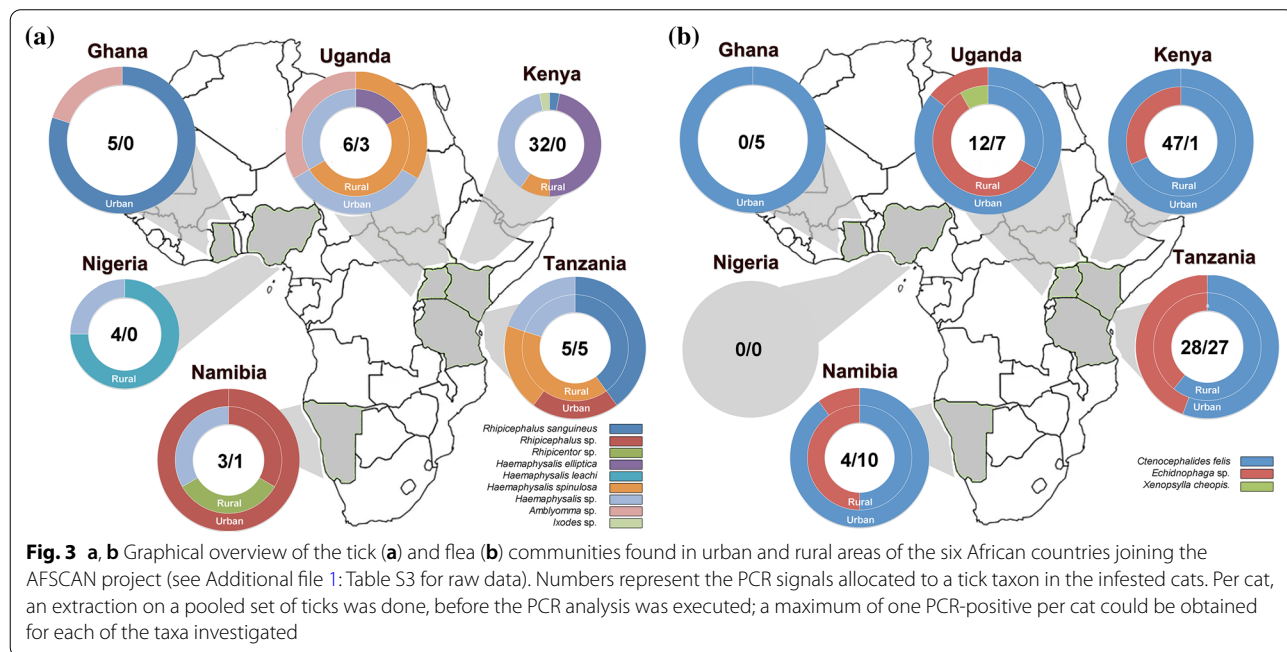 (a)
Ghana
5/0
Urban
Uganda
6/3
Rural
Urban
Kenya
32/0
Rural
Nigeria
4/0
Rural
Tanzania
5/5
Rural
Urban
Namibia
3/1
Rural
Urban
Rhipicephalus sanguineus
Rhipicephalus sp.
Rhipicentor sp.
Haemaphysalis elliptica
Haemaphysalis leachi
Haemaphysalis spinulosa
Haemaphysalis sp.
Amblyomma sp.
Ixodes sp.
(b)
Ghana
0/5
Urban
Uganda
12/7
Rural
Urban
Kenya
47/1
Rural
Urban
Nigeria
0/0
Tanzania
28/27
Rural
Urban
Namibia
4/10
Rural
Urban
Ctenocephalides felis
Echidnophaga sp.
Xenopsylla cheopis.
Fig. 3 a, b Graphical overview of the tick (a) and flea (b) communities found in urban and rural areas of the six African countries joining the
AFSCAN project (see Additional file 1: Table S3 for raw data). Numbers represent the PCR signals allocated to a tick taxon in the infested cats. Per cat,
an extraction on a pooled set of ticks was done, before the PCR analysis was executed; a maximum of one PCR-positive per cat could be obtained
for each of the taxa investigated